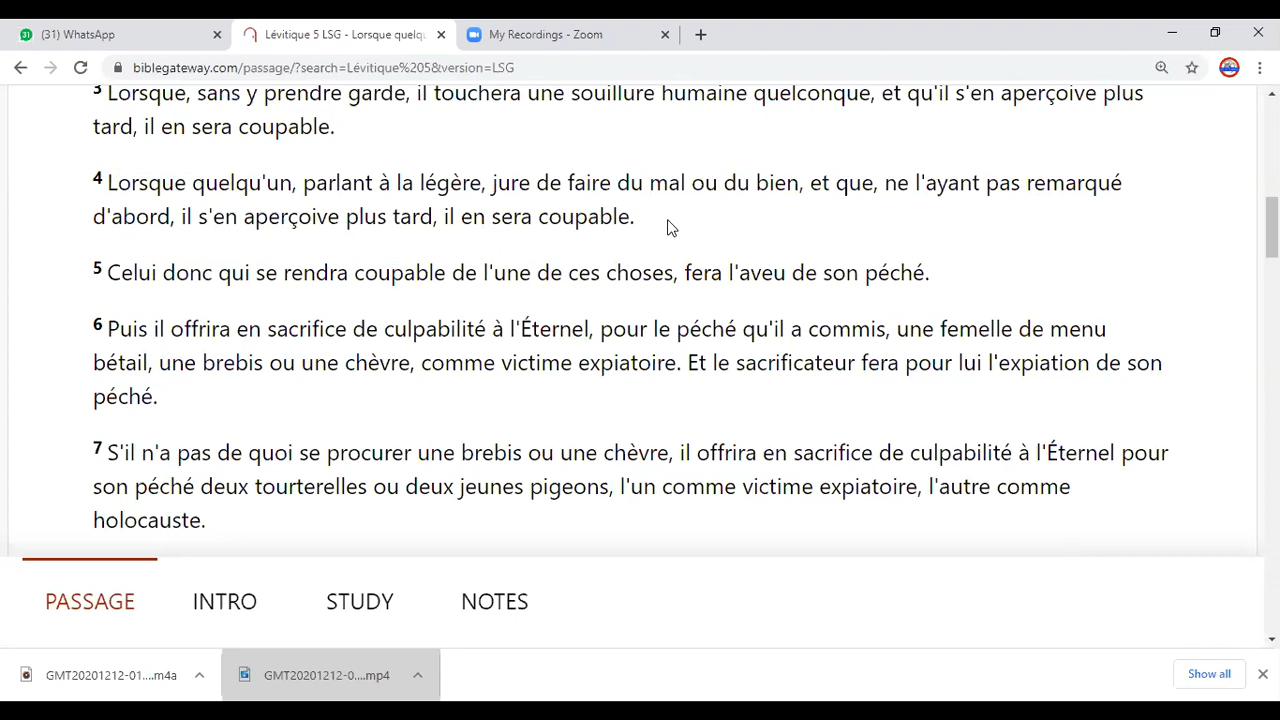 31 (31) WhatsApp
Lévitique 5 LSG - Lorsque quelqu
My Recordings - Zoom
biblegateway.com/passage/?search=Lévitique%205&version=LSG
3 Lorsque, sans y prendre garde, il touchera une souillure humaine quelconque, et qu'il s'en aperçoive plus
tard, il en sera coupable.
4 Lorsque quelqu'un, parlant à la légère, jure de faire du mal ou du bien, et que, ne l'ayant pas remarqué
d'abord, il s'en aperçoive plus tard, il en sera coupable.
5 Celui donc qui se rendra coupable de l'une de ces choses, fera l'aveu de son péché.
6 Puis il offrira en sacrifice de culpabilité à l'Éternel, pour le péché qu'il a commis, une femelle de menu
bétail, une brebis ou une chèvre, comme victime expiatoire. Et le sacrificateur fera pour lui l'expiation de son
péché.
7 S'il n'a pas de quoi se procurer une brebis ou une chèvre, il offrira en sacrifice de culpabilité à l'Éternel pour
son péché deux tourterelles ou deux jeunes pigeons, l'un comme victime expiatoire, l'autre comme
holocauste.
PASSAGE INTRO STUDY NOTES
GMT20201212-01....m4a
GMT20201212-0....mp4
Show all